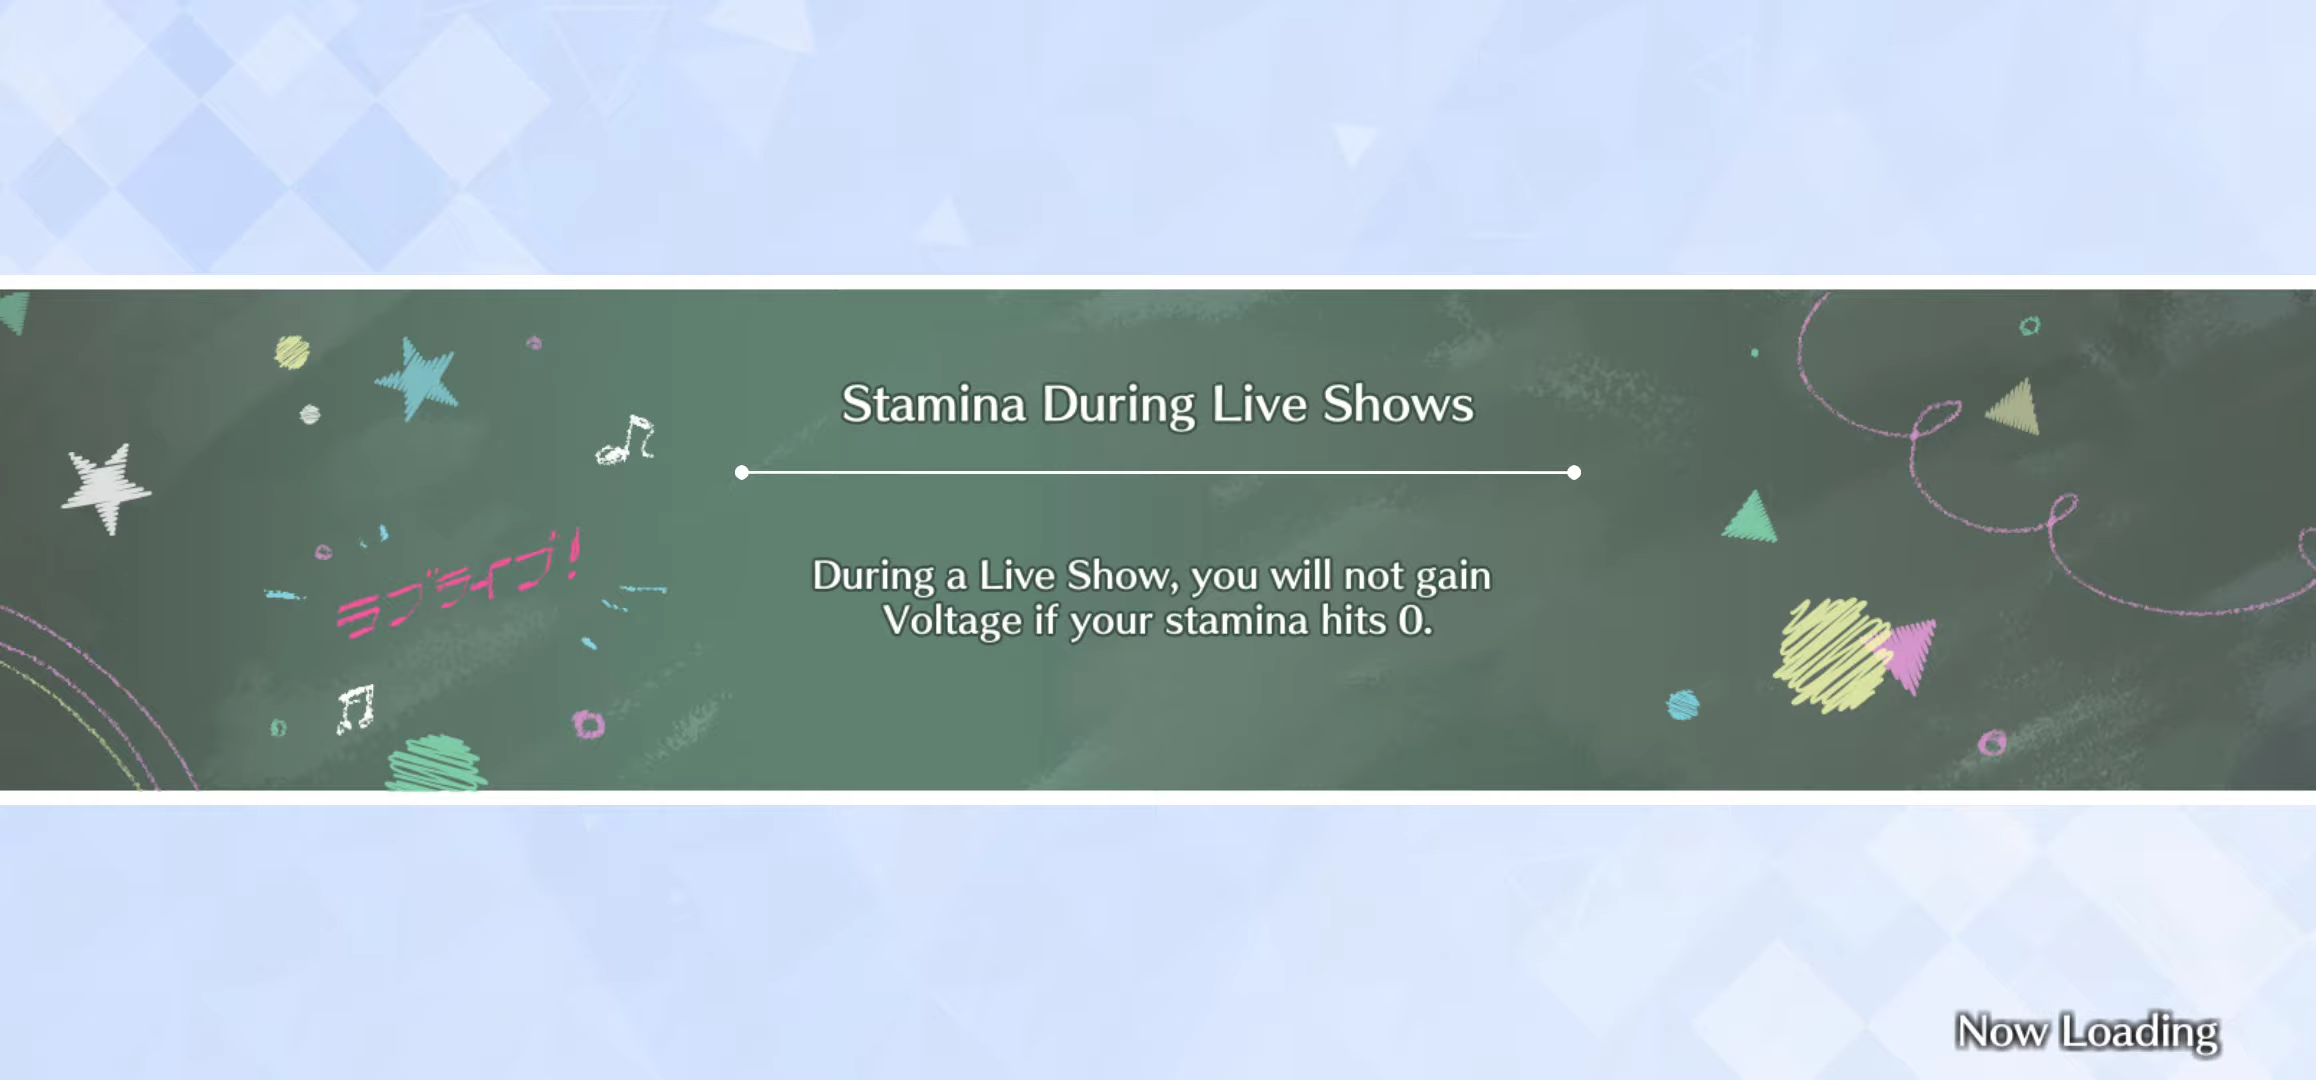 Stamina During Live Shows
ラブライブ!
During a Live Show, you will not gain
Voltage if your stamina hits 0.
Now Loading